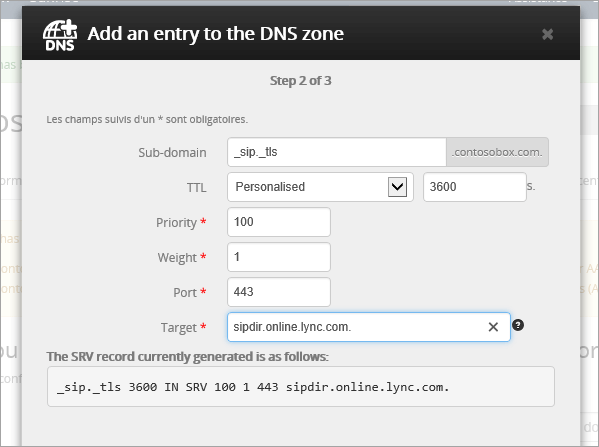 DNS
Add an entry to the DNS zone
Step 2 of 3
Les champs suivis d'un * sont obligatoires.
Sub-domain _sip._tls .contosobox.com.
TTL Personalised 3600 s.
Priority * 100
Weight * 1
Port * 443
Target * sipdir.online.lync.com.
The SRV record currently generated is as follows:
_sip._tls 3600 IN SRV 100 1 443 sipdir.online.lync.com.